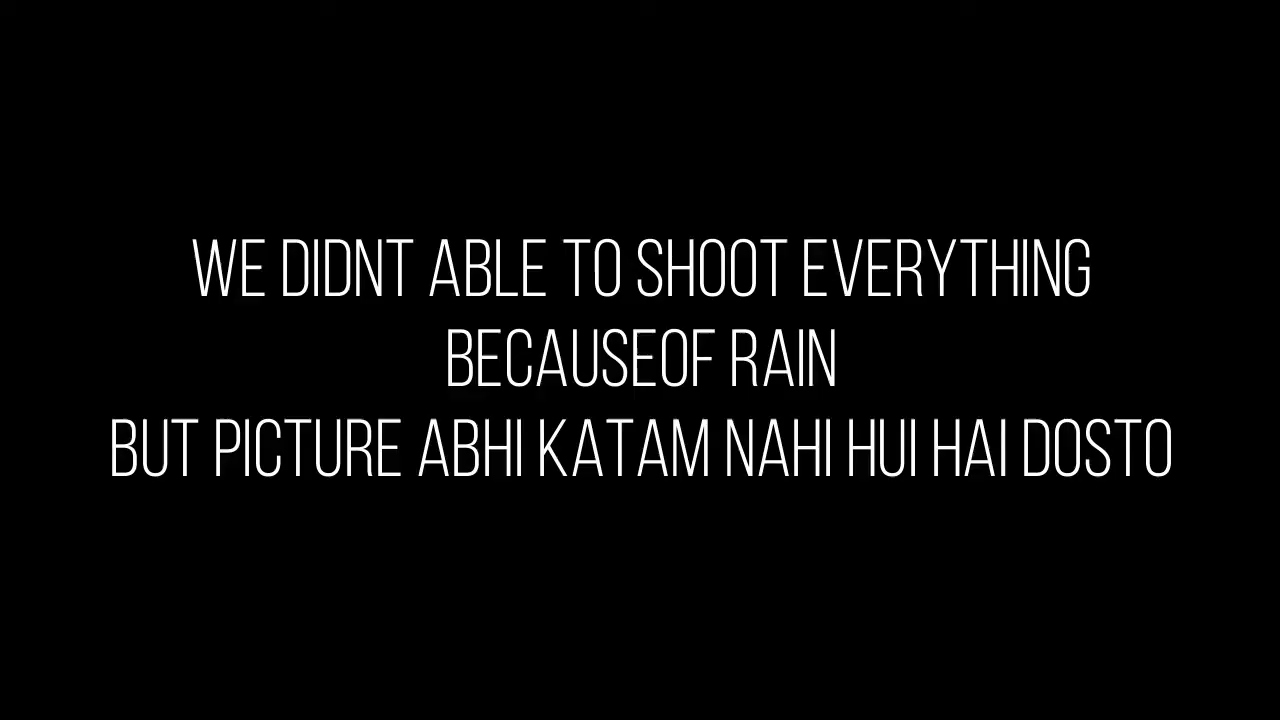 WE DIDNT ABLE TO SHOOT EVERYTHING
BECAUSEOF RAIN
BUT PICTURE ABHI KATAM NAHI HUI HAI DOSTO